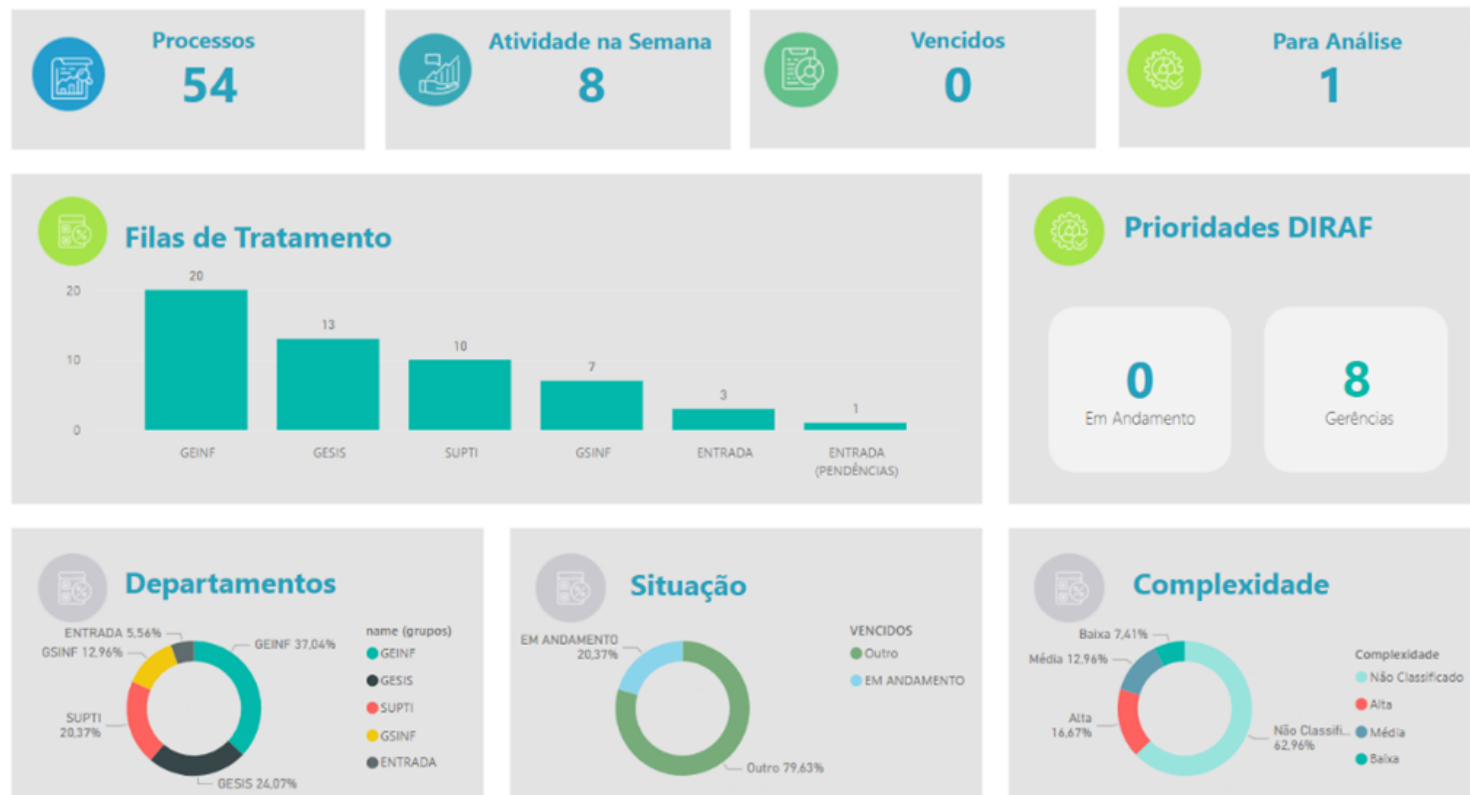 Processos
54
Atividade na Semana
8
Vencidos
0
Para Análise
1
Filas de Tratamento
20
10
0
20
13
10
7
3
1
GEINF
GESIS
SUPTI
GSINF
ENTRADA
ENTRADA
(PENDÊNCIAS)
Prioridades DIRAF
0
Em Andamento
8
Gerências
Departamentos
ENTRADA 5,56%
GSINF 12,96%
SUPTI
20,37%
GEINF 37,04%
GESIS 24,07%
name (grupos)
GEINF
GESIS
SUPTI
GSINF
ENTRADA
Situação
EM ANDAMENTO
20,37%
Outro 79,63%
VENCIDOS
Outro
EM ANDAMENTO
Complexidade
Baixa 7,41%
Média 12,96%
Alta
16,67%
Não Classifi...
62,96%
Complexidade
Não Classificado
Alta
Média
Baixa